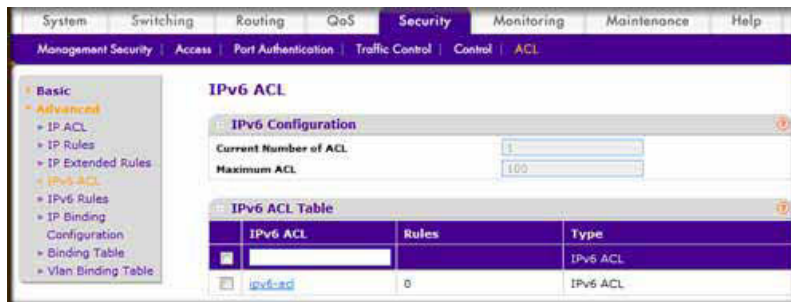 System Switching Routing QoS Security Monitoring Maintenance Help
Management Security | Access | Port Authentication | Traffic Control | Control | ACL
Basic
Advanced
IP ACL
IP Rules
IP Extended Rules
IPv6 ACL
IPv6 Rules
IP Binding
Configuration
Binding Table
Vlan Binding Table
IPv6 ACL
IPv6 Configuration
Current Number of ACL 1
Maximum ACL 100
IPv6 ACL Table
IPv6 ACL Rules Type
IPv6 ACL
ipv6-acl 0 IPv6 ACL